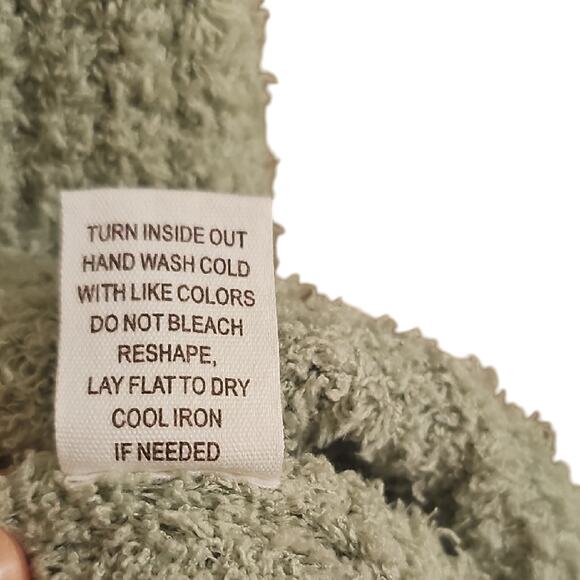 TURN INSIDE OUT
HAND WASH COLD
WITH LIKE COLORS
DO NOT BLEACH
RESHAPE,
LAY FLAT TO DRY
COOL IRON
IF NEEDED